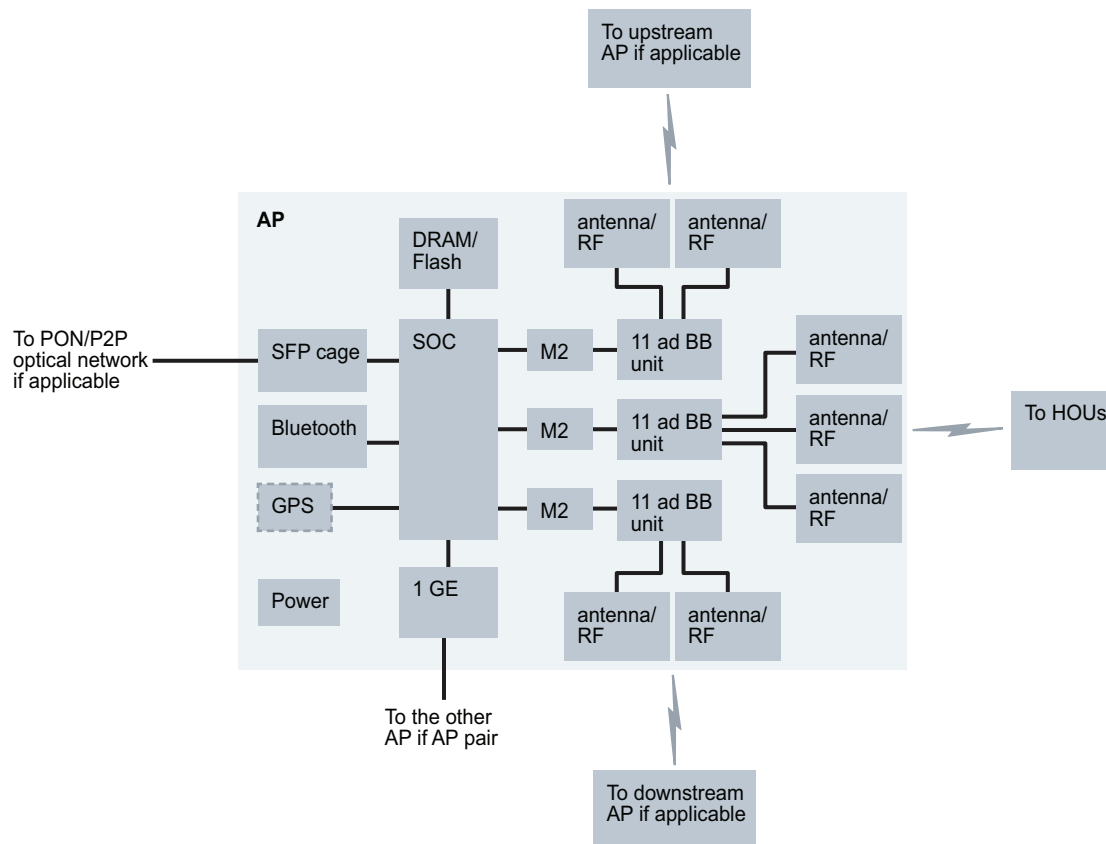 To upstream
AP if applicable
AP
antenna/
RF
antenna/
RF
DRAM/
Flash
To PON/P2P
optical network
if applicable
SFP cage
SOC
M2
11 ad BB
unit
antenna/
RF
Bluetooth
M2
11 ad BB
unit
antenna/
RF
To HOUs
GPS
M2
11 ad BB
unit
antenna/
RF
Power
1 GE
antenna/
RF
antenna/
RF
To the other
AP if AP pair
To downstream
AP if applicable